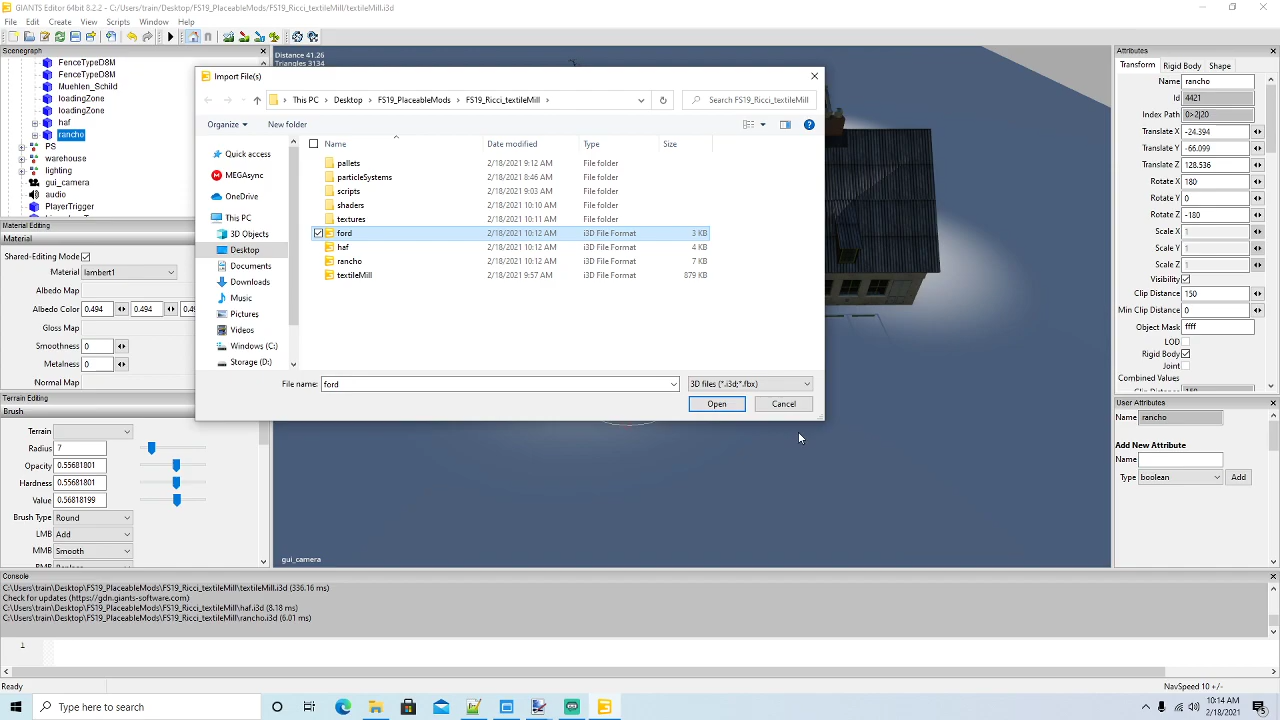 GIANTS Editor 64bit 8.2.2 - C:/Users/train/Desktop/FS19_PlaceableMods/FS19_Ricci_textileMill/textileMill.i3d
File Edit Create View Scripts Window Help
Scenegraph
FenceTypeD8M
FenceTypeD8M
Muehlen_Schild
loadingZone
loadingZone
haf
rancho
PS
warehouse
lighting
gui_camera
audio
PlayerTrigger
Distance 41.26
Triangles 3134
Import File(s)
This PC > Desktop > FS19_PlaceableMods > FS19_Ricci_textileMill >
Search FS19_Ricci_textileMill
Organize
New folder
Name Date modified Type Size
Quick access
MEGAsync
OneDrive
This PC
3D Objects
Desktop
Documents
Downloads
Music
Pictures
Videos
Windows (C:)
Storage (D:)
pallets 2/18/2021 9:12 AM File folder
particleSystems 2/18/2021 8:46 AM File folder
scripts 2/18/2021 9:03 AM File folder
shaders 2/18/2021 10:10 AM File folder
textures 2/18/2021 10:11 AM File folder
ford 2/18/2021 10:12 AM i3D File Format 3 KB
haf 2/18/2021 10:12 AM i3D File Format 4 KB
rancho 2/18/2021 10:12 AM i3D File Format 7 KB
textileMill 2/18/2021 9:57 AM i3D File Format 879 KB
File name: ford
3D files (*.i3d;*.fbx)
Open Cancel
Material Editing
Material
Shared-Editing Mode
Material lambert1
Albedo Map
Albedo Color 0.494 0.494 0.49
Gloss Map
Smoothness 0
Metalness 0
Normal Map
Terrain Editing
Brush
Terrain
Radius 7
Opacity 0.55681801
Hardness 0.55681801
Value 0.56818199
Brush Type Round
LMB Add
MMB Smooth
gui_camera
Attributes
Transform Rigid Body Shape
Name rancho
Id 4421
Index Path 0>2|20
Translate X -24.394
Translate Y -66.099
Translate Z 128.536
Rotate X 180
Rotate Y 0
Rotate Z -180
Scale X 1
Scale Y 1
Scale Z 1
Visibility
Clip Distance 150
Min Clip Distance 0
Object Mask ffff
LOD
Rigid Body
Joint
Combined Values
User Attributes
Name rancho
Add New Attribute
Name
Type boolean Add
Console
C:\Users\train\Desktop\FS19_PlaceableMods\FS19_Ricci_textileMill\textileMill.i3d (336.16 ms)
Check for updates (https://gdn.giants-software.com)
C:\Users\train\Desktop\FS19_PlaceableMods\FS19_Ricci_textileMill\haf.i3d (8.18 ms)
C:\Users\train\Desktop\FS19_PlaceableMods\FS19_Ricci_textileMill\rancho.i3d (6.01 ms)
1
Ready
NavSpeed 10 +/-
Type here to search
10:14 AM
2/18/2021